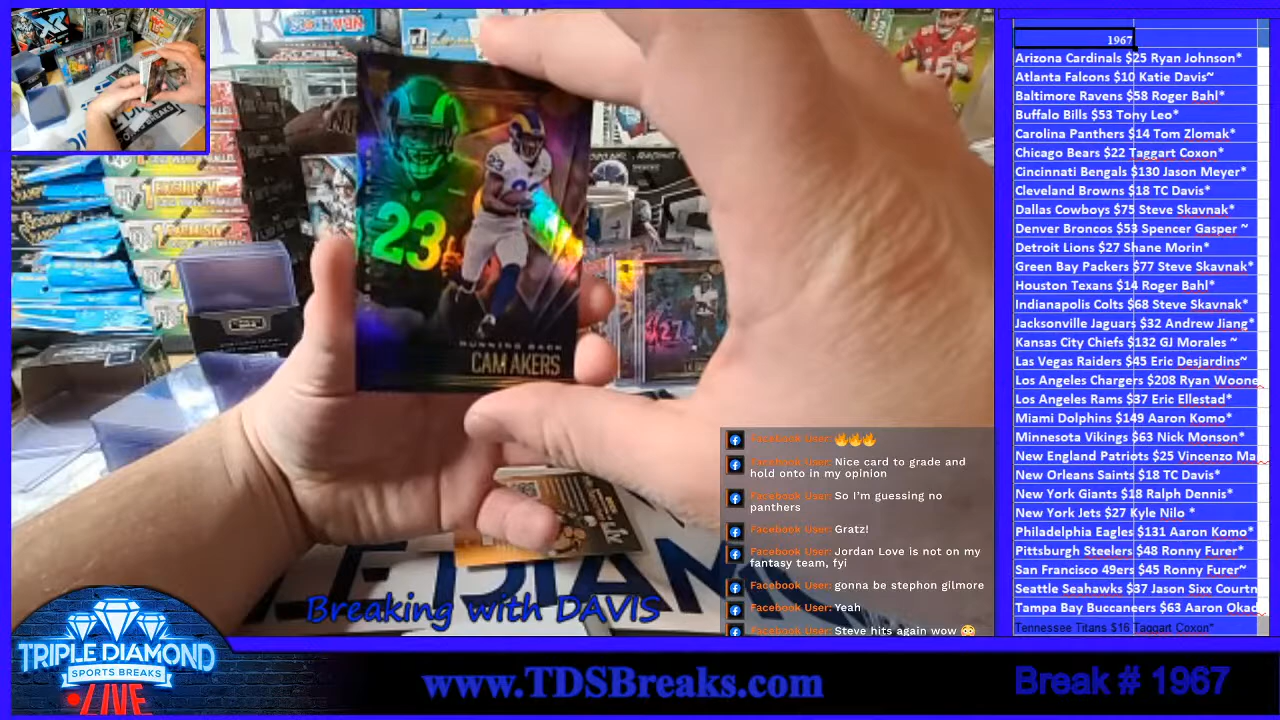 1967
Arizona Cardinals $25 Ryan Johnson*
Atlanta Falcons $10 Katie Davis~
Baltimore Ravens $58 Roger Bahl*
Buffalo Bills $53 Tony Leo*
Carolina Panthers $14 Tom Zlomak*
Chicago Bears $22 Taggart Coxon*
Cincinnati Bengals $130 Jason Meyer*
Cleveland Browns $18 TC Davis*
Dallas Cowboys $75 Steve Skavnak*
Denver Broncos $53 Spencer Gasper ~
Detroit Lions $27 Shane Morin*
Green Bay Packers $77 Steve Skavnak*
Houston Texans $14 Roger Bahl*
Indianapolis Colts $68 Steve Skavnak*
Jacksonville Jaguars $32 Andrew Jiang*
Kansas City Chiefs $132 GJ Morales ~
Las Vegas Raiders $45 Eric Desjardins~
Los Angeles Chargers $208 Ryan Woone
Los Angeles Rams $37 Eric Ellestad*
Miami Dolphins $149 Aaron Komo*
Minnesota Vikings $63 Nick Monson*
New England Patriots $25 Vincenzo Ma
New Orleans Saints $18 TC Davis*
New York Giants $18 Ralph Dennis*
New York Jets $27 Kyle Nilo *
Philadelphia Eagles $131 Aaron Komo*
Pittsburgh Steelers $48 Ronny Furer*
San Francisco 49ers $45 Ronny Furer~
Seattle Seahawks $37 Jason Sixx Courtn
Tampa Bay Buccaneers $63 Aaron Okad
Tennessee Titans $16 Taggart Coxon*
23
RUNNING BACK
CAM AKERS
Facebook User: 🔥🔥🔥
Facebook User: Nice card to grade and
hold onto in my opinion
Facebook User: So I'm guessing no
panthers
Facebook User: Gratz!
Facebook User: Jordan Love is not on my
fantasy team, fyi
Facebook User: gonna be stephon gilmore
Facebook User: Yeah
Facebook User: Steve hits again wow 😳
Breaking with DAVIS
TRIPLE DIAMOND
SPORTS BREAKS
LIVE
www.TDSBreaks.com
Break # 1967